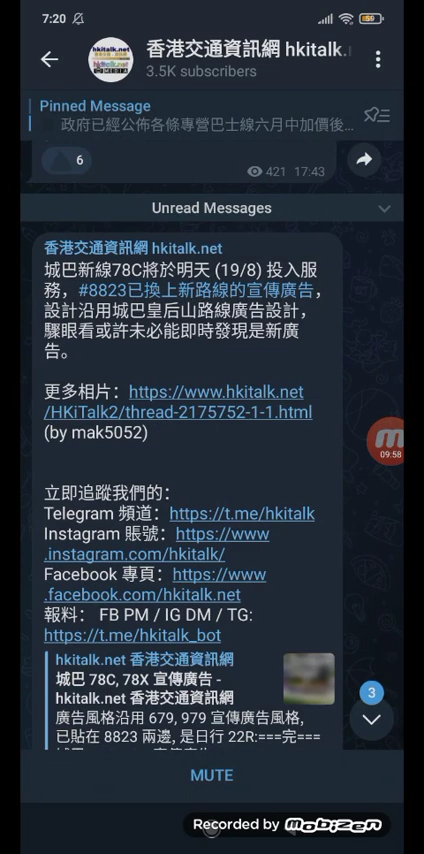 7:20
59
香港交通資訊網 hkitalk.
3.5K subscribers
Pinned Message
政府已經公佈各條專營巴士線六月中加價後...
6
421 17:43
Unread Messages
香港交通資訊網 hkitalk.net
城巴新線78C將於明天 (19/8) 投入服
務，#8823已換上新路線的宣傳廣告，
設計沿用城巴皇后山路線廣告設計，
驟眼看或許未必能即時發現是新廣
告。
更多相片：https://www.hkitalk.net
/HKiTalk2/thread-2175752-1-1.html
(by mak5052)
09:58
立即追蹤我們的：
Telegram 頻道：https://t.me/hkitalk
Instagram 賬號：https://www
.instagram.com/hkitalk/
Facebook 專頁：https://www
.facebook.com/hkitalk.net
報料： FB PM / IG DM / TG:
https://t.me/hkitalk_bot
hkitalk.net 香港交通資訊網
城巴 78C, 78X 宣傳廣告 -
hkitalk.net 香港交通資訊網
廣告風格沿用 679, 979 宣傳廣告風格,
已貼在 8823 兩邊, 是日行 22R:===完===
3
MUTE
Recorded by Mobizen